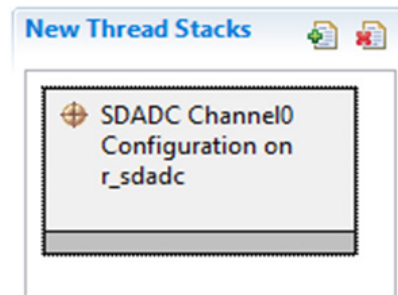 New Thread Stacks
SDADC Channel0
Configuration on
r_sdadc